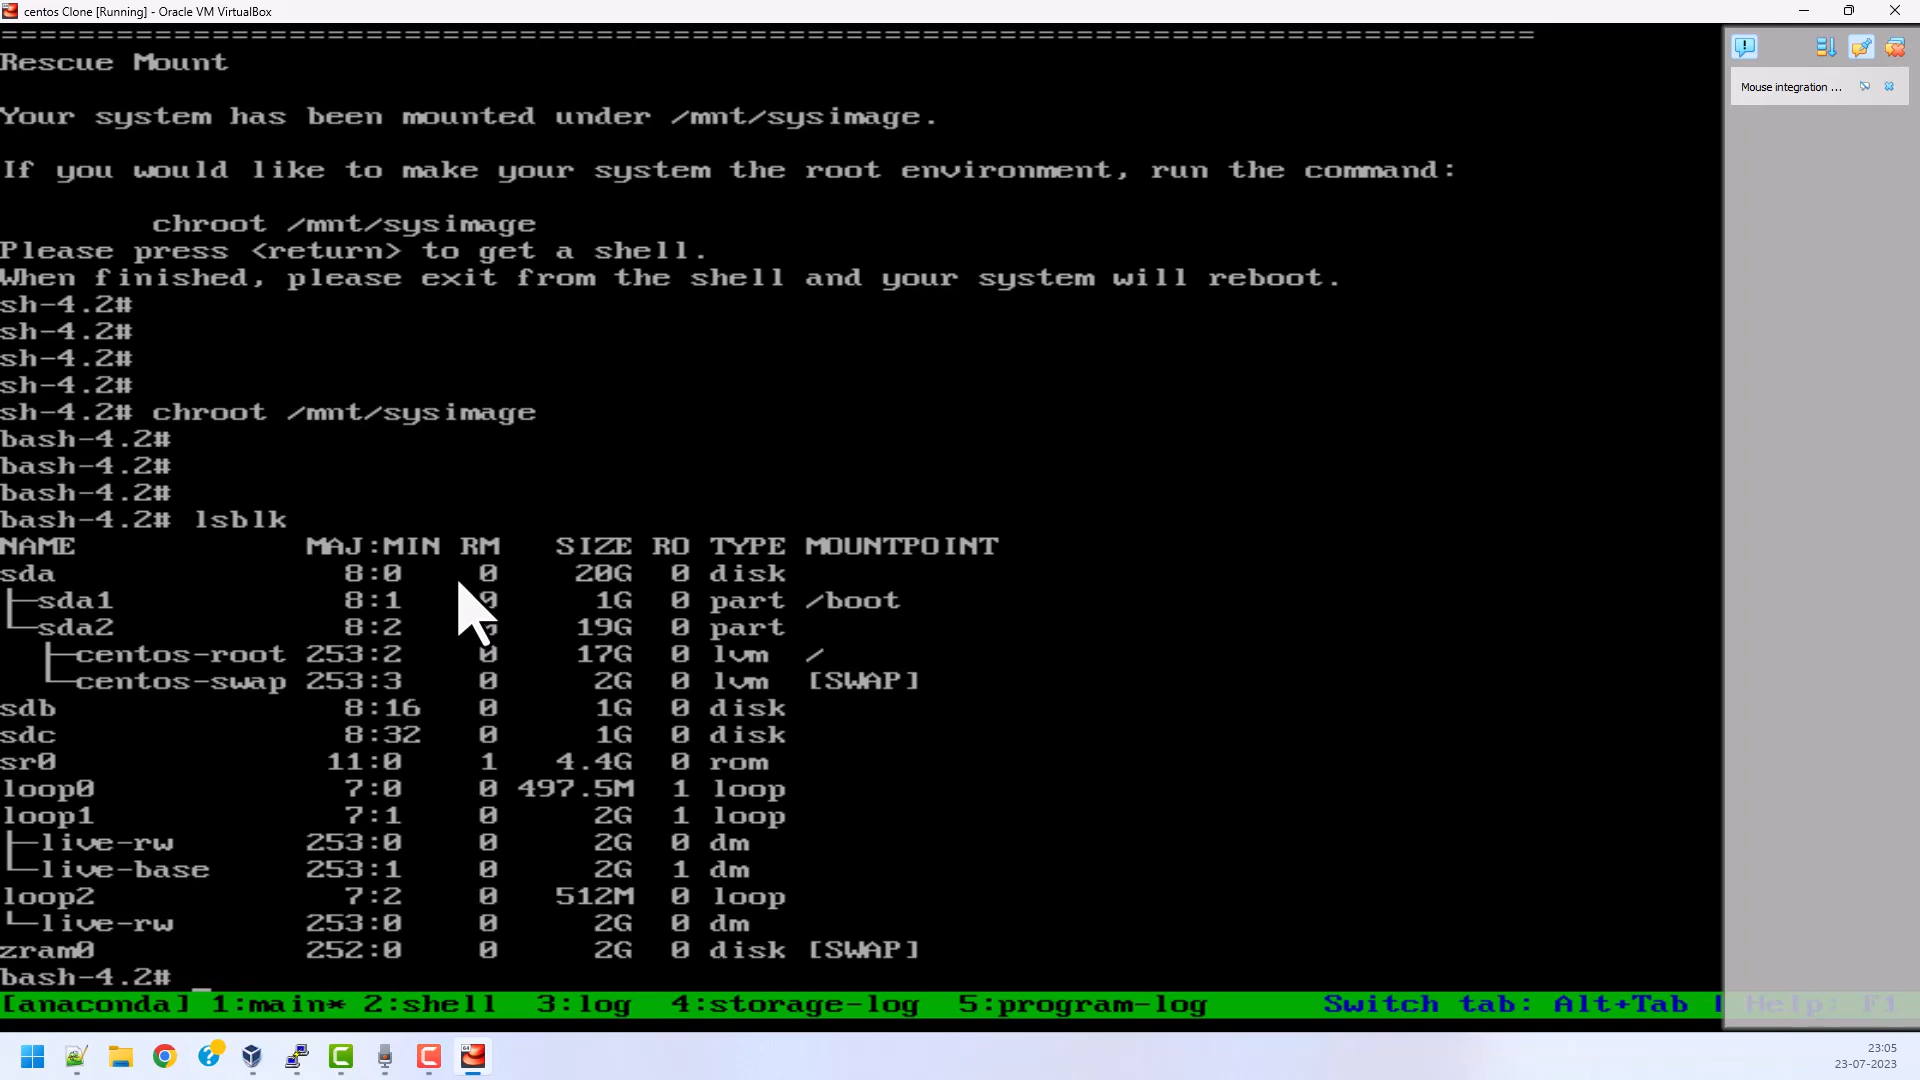 centos Clone [Running] - Oracle VM VirtualBox
================================================================================
Rescue Mount
Your system has been mounted under /mnt/sysimage.
If you would like to make your system the root environment, run the command:
chroot /mnt/sysimage
Please press <return> to get a shell.
When finished, please exit from the shell and your system will reboot.
sh-4.2#
sh-4.2#
sh-4.2#
sh-4.2#
sh-4.2# chroot /mnt/sysimage
bash-4.2#
bash-4.2#
bash-4.2#
bash-4.2# lsblk
NAME MAJ:MIN RM SIZE RO TYPE MOUNTPOINT
sda 8:0 0 20G 0 disk
├─sda1 8:1 0 1G 0 part /boot
└─sda2 8:2 19G 0 part
├─centos-root 253:2 0 17G 0 lvm /
└─centos-swap 253:3 0 2G 0 lvm [SWAP]
sdb 8:16 0 1G 0 disk
sdc 8:32 0 1G 0 disk
sr0 11:0 1 4.4G 0 rom
loop0 7:0 0 497.5M 1 loop
loop1 7:1 0 2G 1 loop
├─live-rw 253:0 0 2G 0 dm
└─live-base 253:1 0 2G 1 dm
loop2 7:2 0 512M 0 loop
└─live-rw 253:0 0 2G 0 dm
zram0 252:0 0 2G 0 disk [SWAP]
bash-4.2# _
[anaconda] 1:main* 2:shell 3:log 4:storage-log 5:program-log Switch tab: Alt+Tab | Help: F1
Mouse integration ...
23:05
23-07-2023